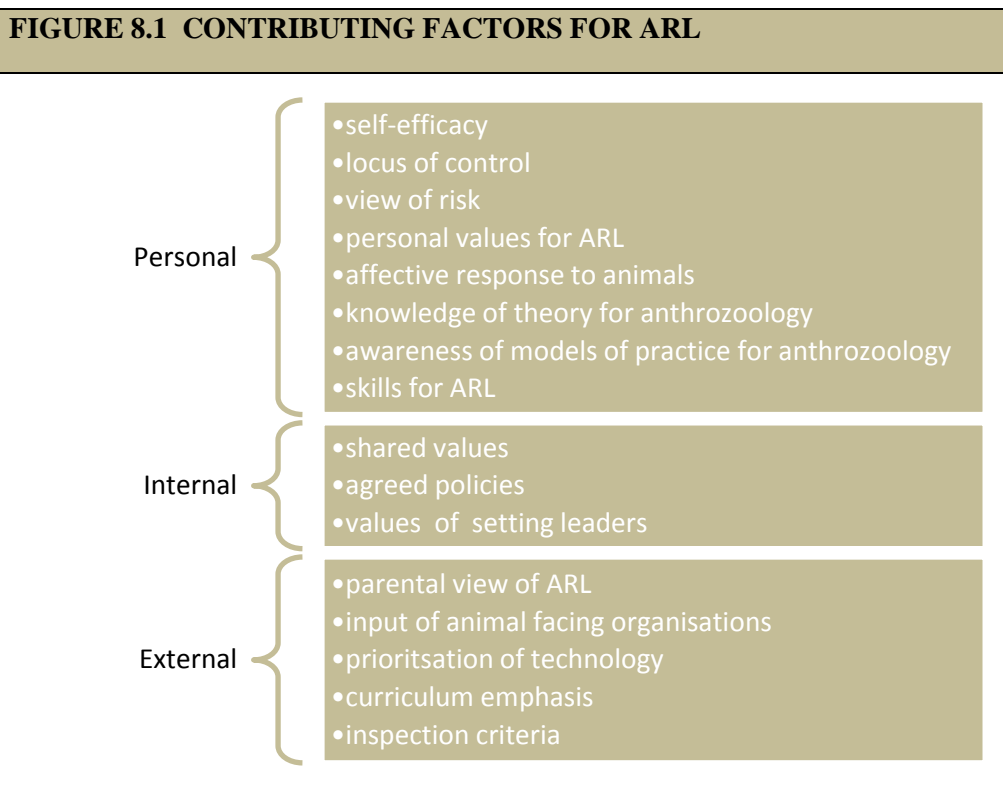 FIGURE 8.1 CONTRIBUTING FACTORS FOR ARL
Personal
•self-efficacy
•locus of control
•view of risk
•personal values for ARL
•affective response to animals
•knowledge of theory for anthrozoology
•awareness of models of practice for anthrozoology
•skills for ARL
Internal
•shared values
•agreed policies
•values of setting leaders
External
•parental view of ARL
•input of animal facing organisations
•prioritsation of technology
•curriculum emphasis
•inspection criteria